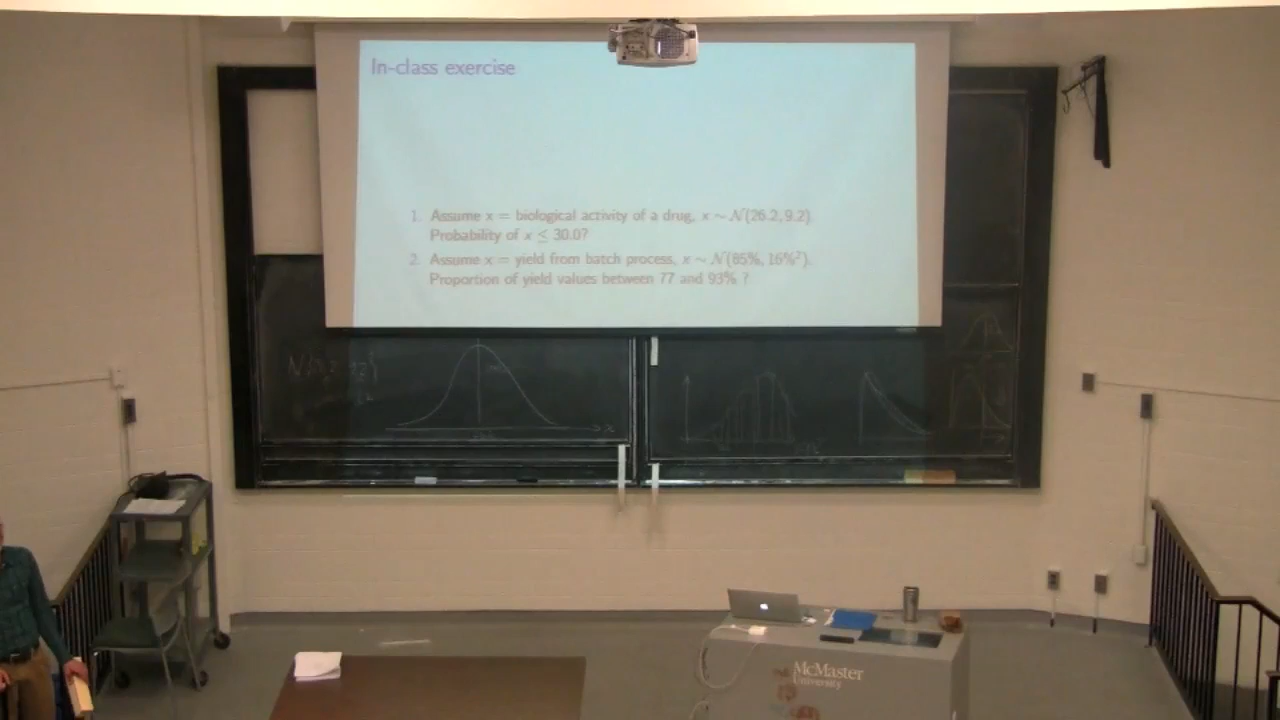 In-class exercise
1. Assume x = biological activity of a drug, x ∼ N(26.2, 9.2)
Probability of x ≤ 30.0?
2. Assume x = yield from batch process, x ∼ N(85%, 16%²).
Proportion of yield values between 77 and 93% ?
McMaster
University